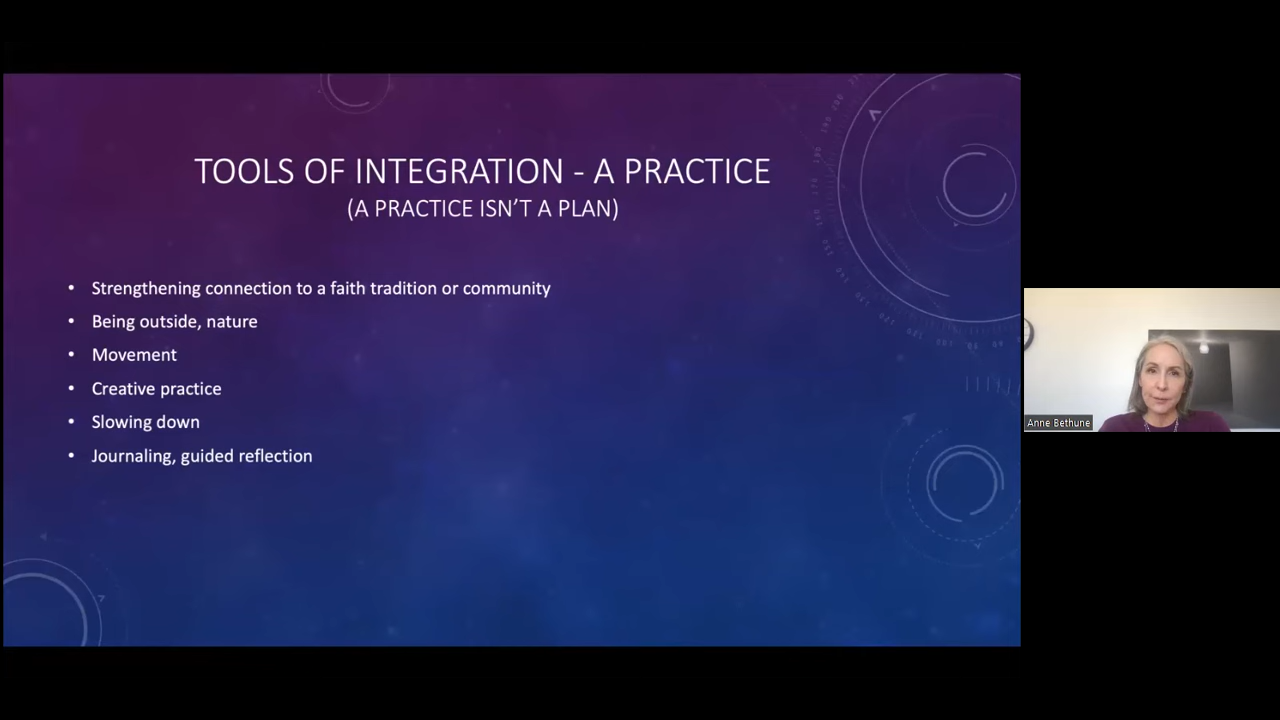 TOOLS OF INTEGRATION - A PRACTICE
(A PRACTICE ISN'T A PLAN)
• Strengthening connection to a faith tradition or community
• Being outside, nature
• Movement
• Creative practice
• Slowing down
• Journaling, guided reflection
Anne Bethune